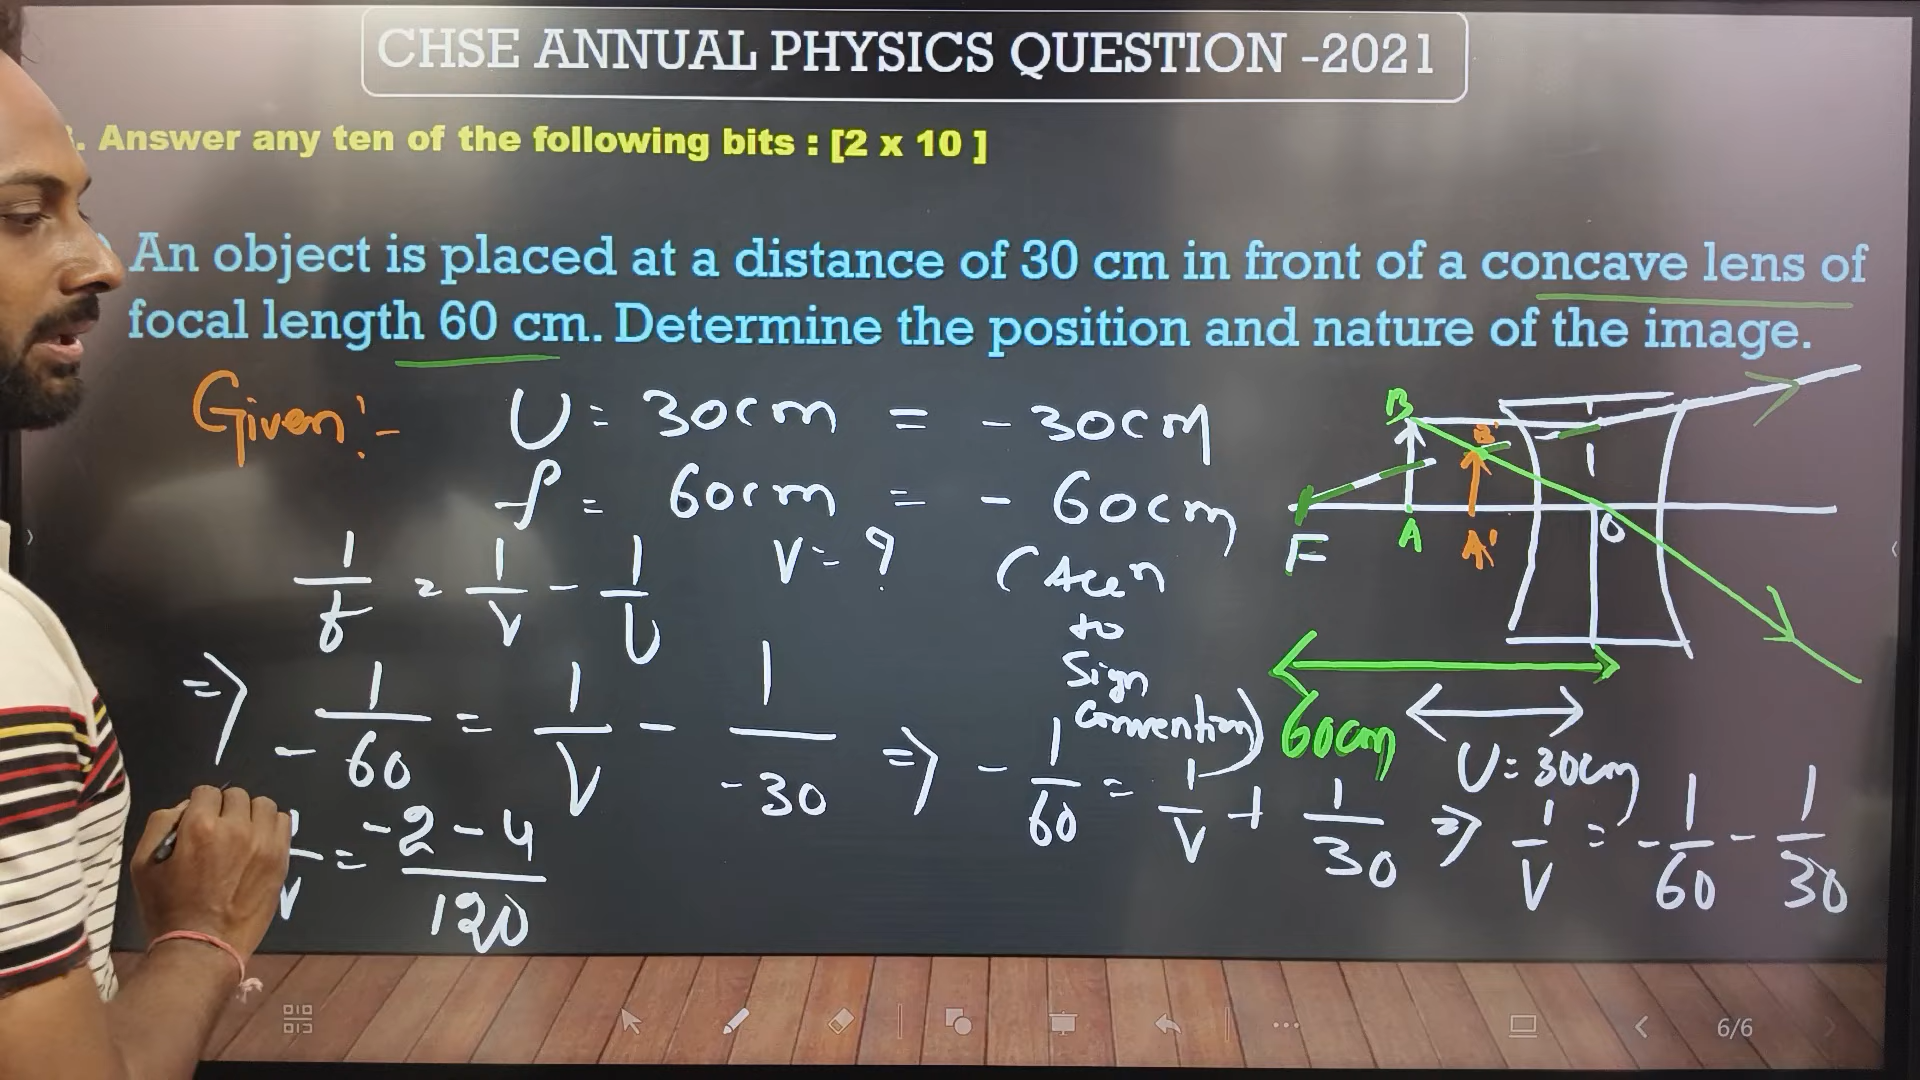 CHSE ANNUAL PHYSICS QUESTION -2021
. Answer any ten of the following bits : [2 x 10 ]
An object is placed at a distance of 30 cm in front of a concave lens of
focal length 60 cm. Determine the position and nature of the image.
Given:-
U = 30cm = - 30cm
f = 60cm = - 60cm
V = ?
(Accn
to
Sign
convention)
1/f = 1/V - 1/U
=> 1/-60 = 1/V - 1/-30 => - 1/60 = 1/V + 1/30 => 1/V = - 1/60 - 1/30
1/V = -2 - 4 / 120
B
B'
F
A
A'
O
60cm
U = 30cm
6/6